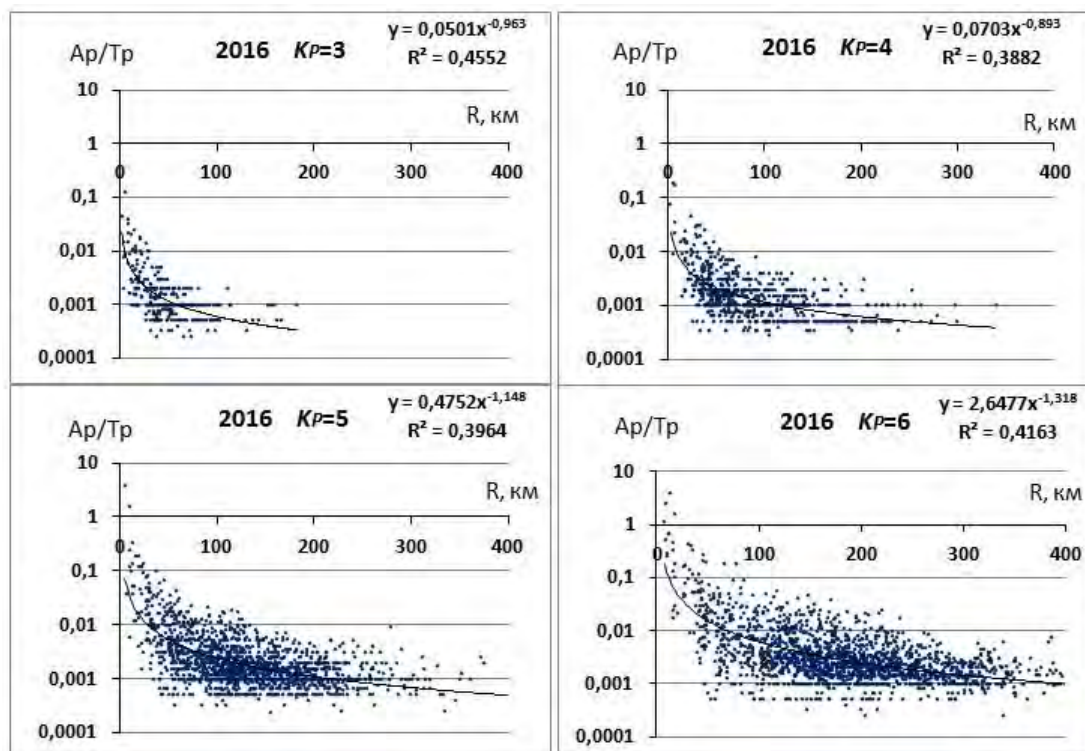 y = 0,0501x^-0,963
Ap/Tp 2016 KP=3 R² = 0,4552
10
R, км
1
0 100 200 300 400
0,1
0,01
0,001
0,0001
y = 0,0703x^-0,893
Ap/Tp 2016 KP=4 R² = 0,3882
10
R, км
1
0 100 200 300 400
0,1
0,01
0,001
0,0001
y = 0,4752x^-1,148
2016 KP=5
Ap/Tp R² = 0,3964
10
R, км
1
0 100 200 300 400
0,1
0,01
0,001
0,0001
y = 2,6477x^-1,318
2016 KP=6
Ap/Tp R² = 0,4163
10
R, км
1
0 100 200 300 400
0,1
0,01
0,001
0,0001